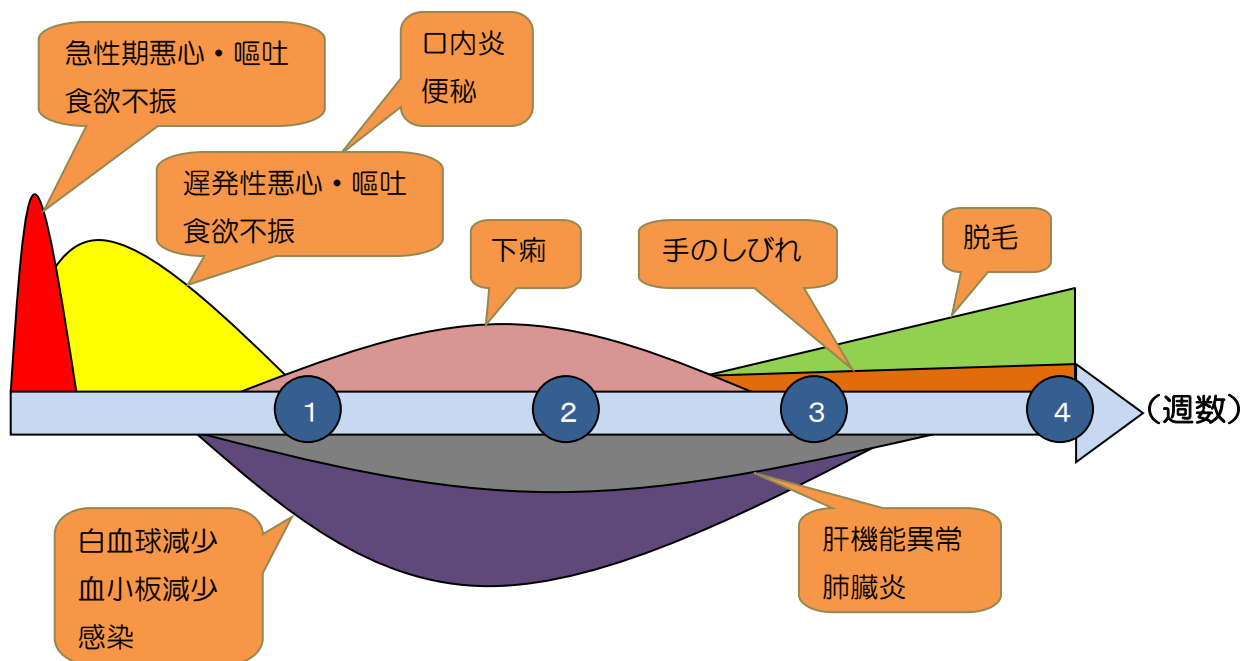 急性期悪心・嘔吐
食欲不振
口内炎
便秘
遅発性悪心・嘔吐
食欲不振
下痢
手のしびれ
脱毛
1
2
3
4
(週数)
白血球減少
血小板減少
感染
肝機能異常
肺臓炎